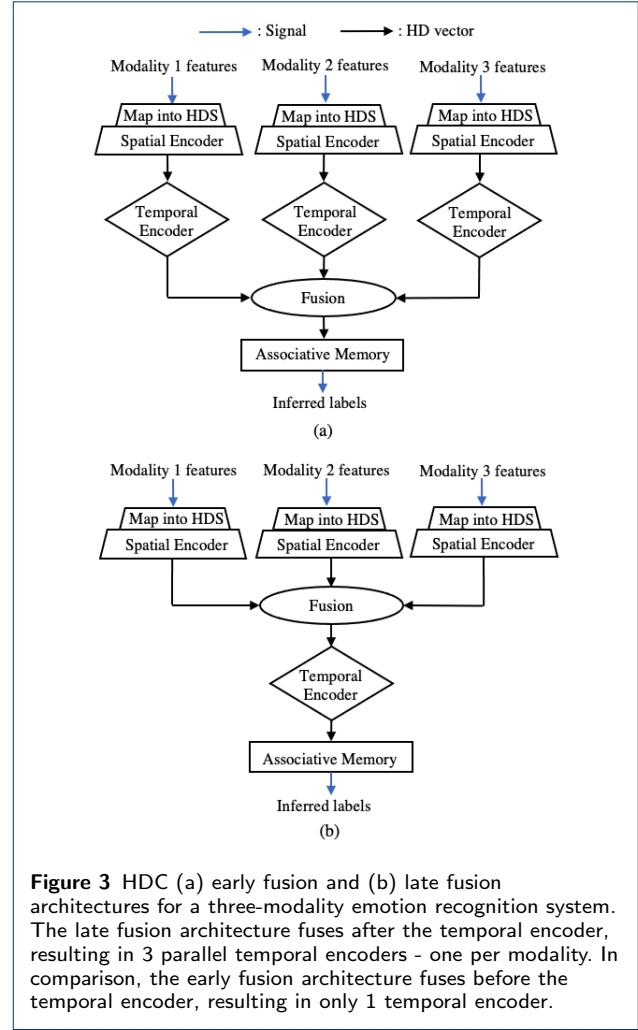 : Signal : HD vector
Modality 1 features Modality 2 features Modality 3 features
Map into HDS Map into HDS Map into HDS
Spatial Encoder Spatial Encoder Spatial Encoder
Temporal Temporal Temporal
Encoder Encoder Encoder
Fusion
Associative Memory
Inferred labels
(a)
Modality 1 features Modality 2 features Modality 3 features
Map into HDS Map into HDS Map into HDS
Spatial Encoder Spatial Encoder Spatial Encoder
Fusion
Temporal
Encoder
Associative Memory
Inferred labels
(b)
Figure 3 HDC (a) early fusion and (b) late fusion
architectures for a three-modality emotion recognition system.
The late fusion architecture fuses after the temporal encoder,
resulting in 3 parallel temporal encoders - one per modality. In
comparison, the early fusion architecture fuses before the
temporal encoder, resulting in only 1 temporal encoder.